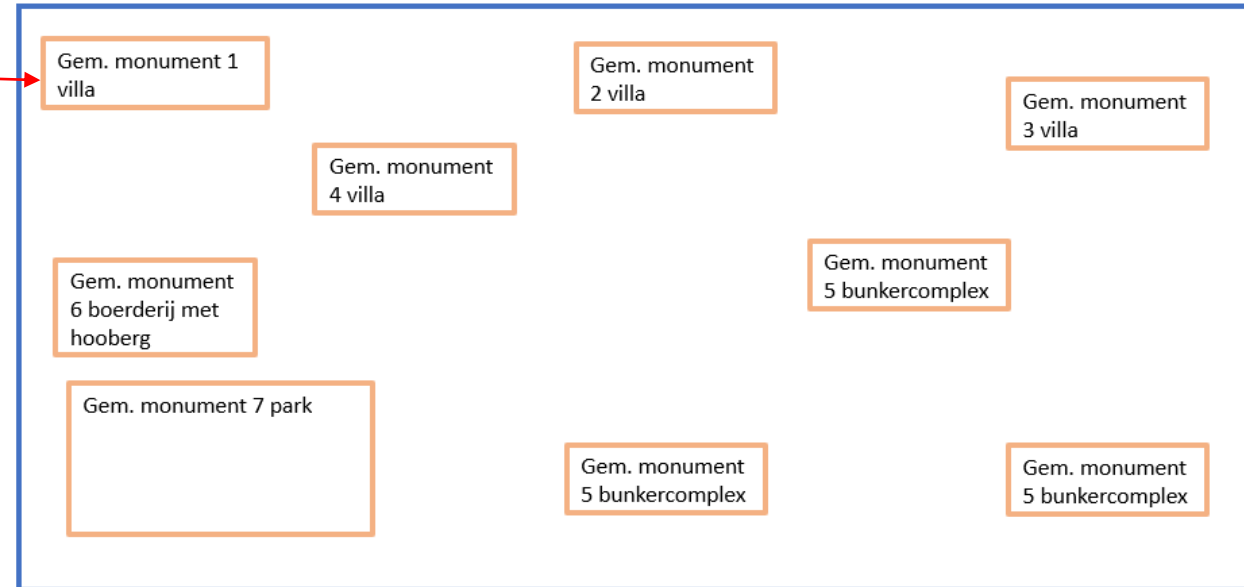 Gem. monument 1
villa
Gem. monument
2 villa
Gem. monument
3 villa
Gem. monument
4 villa
Gem. monument
5 bunkercomplex
Gem. monument
6 boerderij met
hooberg
Gem. monument 7 park
Gem. monument
5 bunkercomplex
Gem. monument
5 bunkercomplex